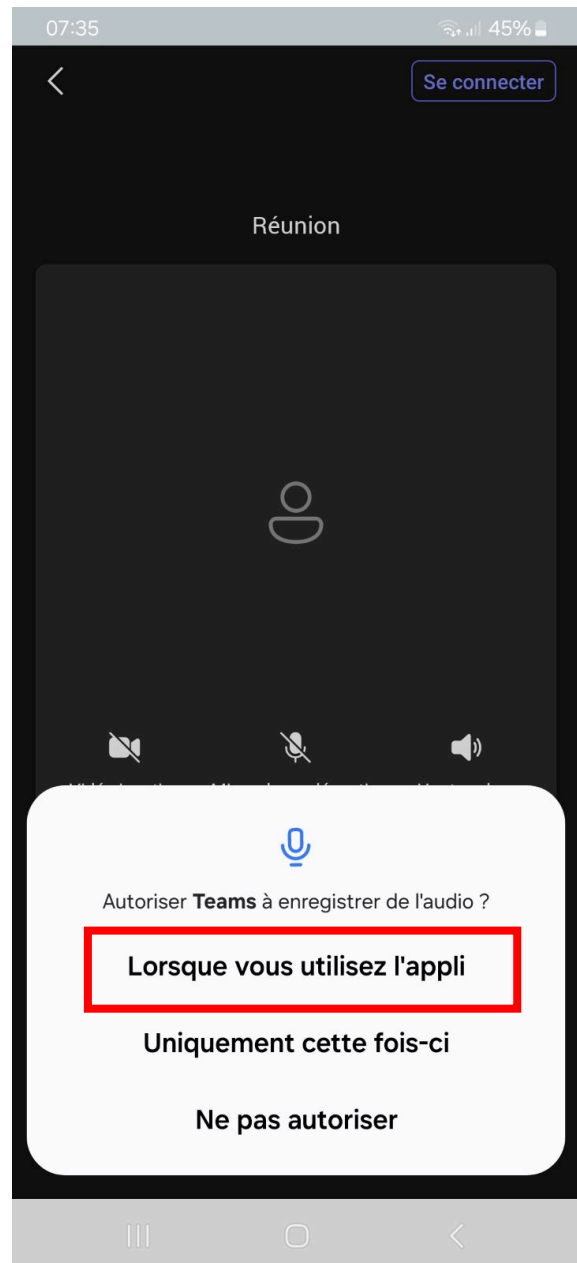 07:35
45%
Se connecter
Réunion
Autoriser Teams à enregistrer de l'audio ?
Lorsque vous utilisez l'appli
Uniquement cette fois-ci
Ne pas autoriser